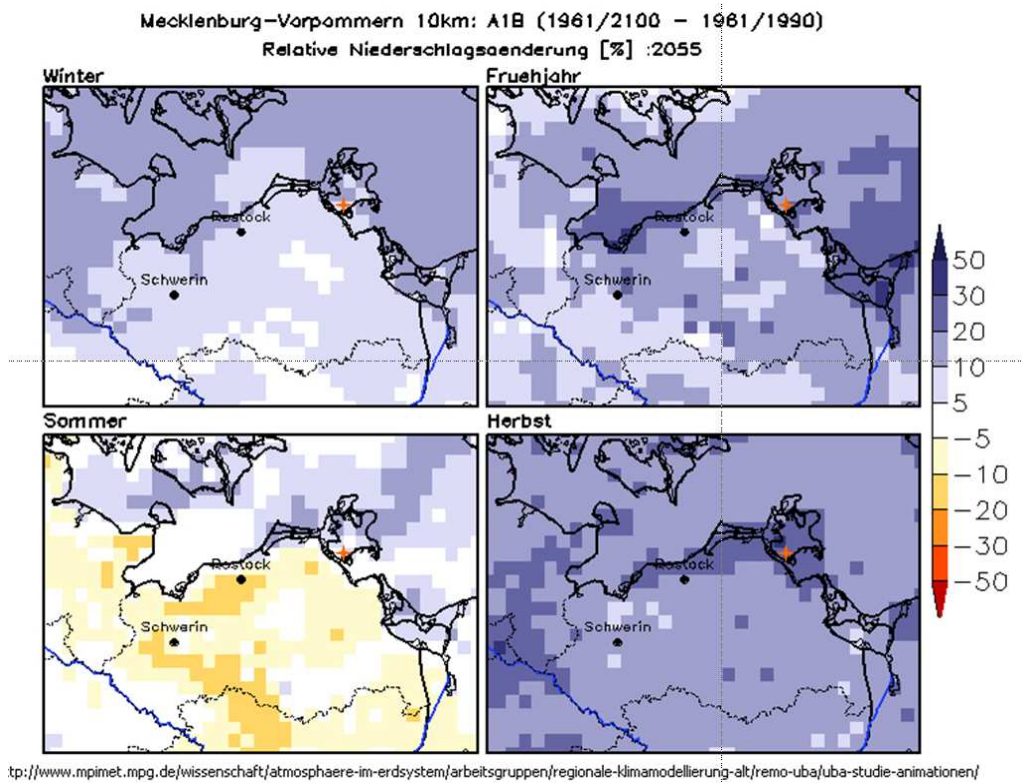 Mecklenburg-Vorpommern 10km: A1B (1961/2100 - 1961/1990)
Relative Niederschlagsaenderung [%] :2055
Winter
Fruehjahr
Rostock
Schwerin
Rostock
Schwerin
50
30
20
10
5
Sommer
Herbst
Rostock
Schwerin
Rostock
Schwerin
-5
-10
-20
-30
-50
tp://www.mpimet.mpg.de/wissenschaft/atmosphaere-im-erdsystem/arbeitsgruppen/regionale-klimamodellierung-alt/remo-uba/uba-studie-animationen/